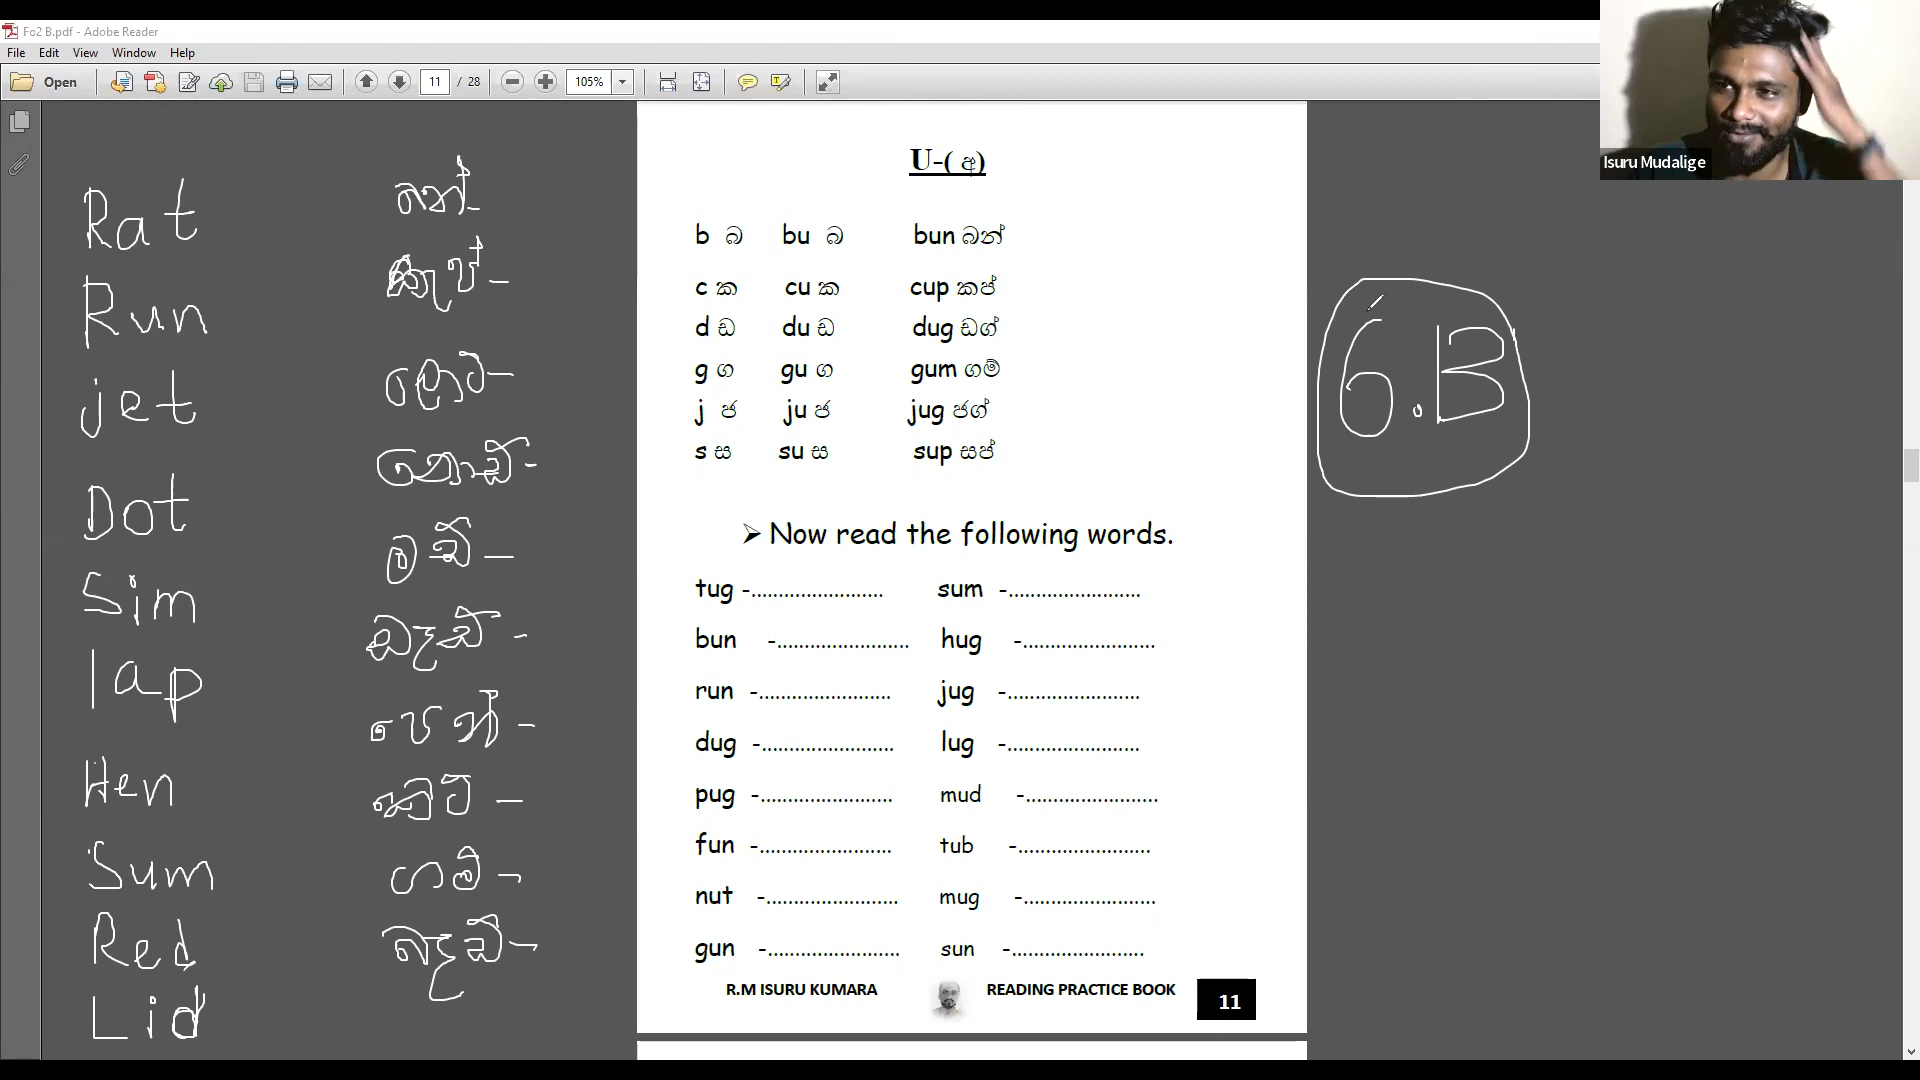 Fo2 B.pdf - Adobe Reader
File Edit View Window Help
Open 11 / 28 105%
Isuru Mudalige
Rat
Run
jet
Dot
Sim
lap
Hen
Sum
Red
Lid
බන්-
කැප්-
ගම්-
U-( අ)
b බ bu බ bun බන්
c ක cu ක cup කප්
d ඩ du ඩ dug ඩග්
g ග gu ග gum ගම්
j ජ ju ජ jug ජග්
s ස su ස sup සප්
➢ Now read the following words.
tug -....................... sum -.......................
bun -....................... hug -.......................
run -....................... jug -.......................
dug -....................... lug -.......................
pug -....................... mud -.......................
fun -....................... tub -.......................
nut -....................... mug -.......................
gun -....................... sun -.......................
R.M ISURU KUMARA READING PRACTICE BOOK 11
6.B